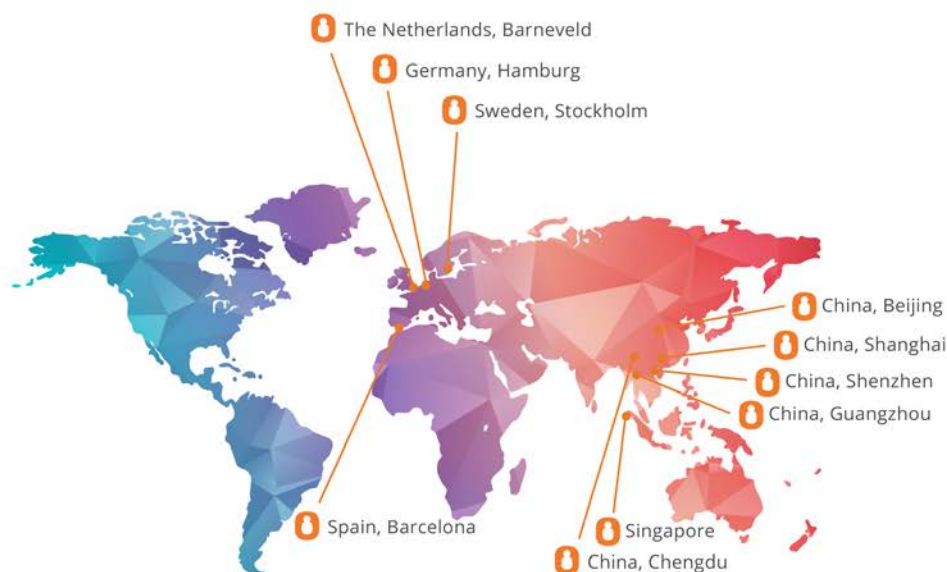 The Netherlands, Barneveld
Germany, Hamburg
Sweden, Stockholm
China, Beijing
China, Shanghai
China, Shenzhen
China, Guangzhou
Spain, Barcelona
Singapore
China, Chengdu